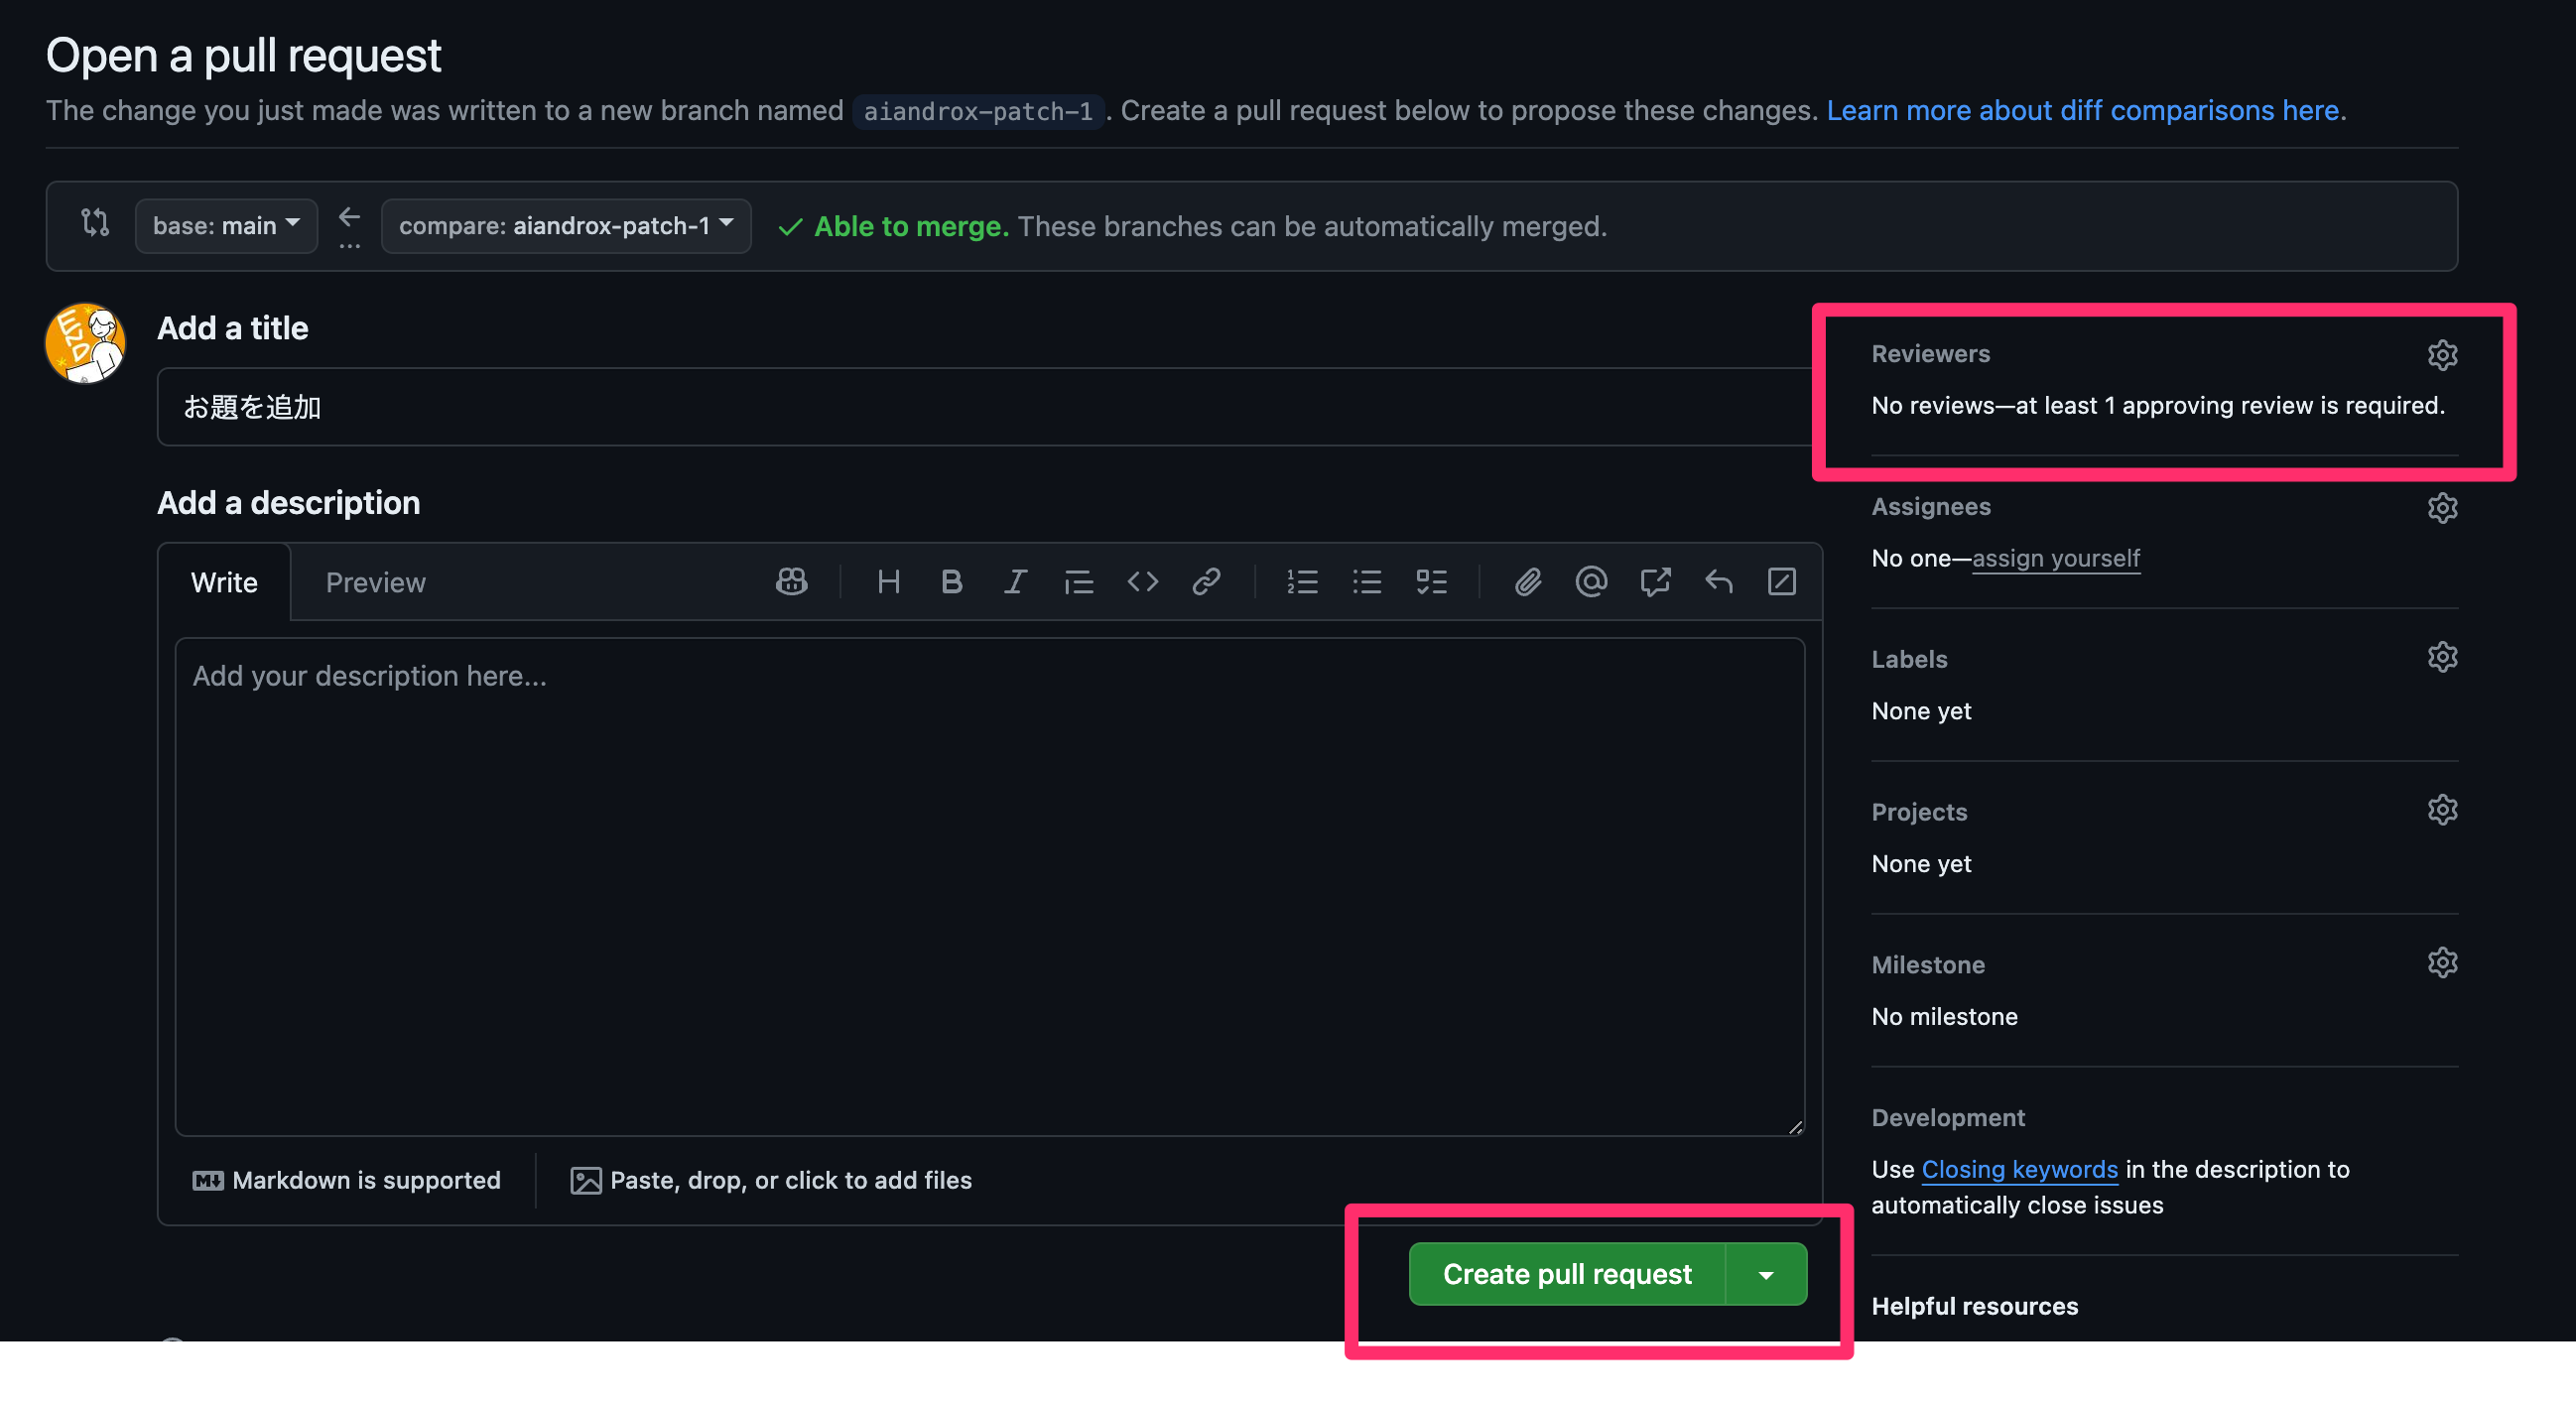 Open a pull request
The change you just made was written to a new branch named aiandrox-patch-1. Create a pull request below to propose these changes. Learn more about diff comparisons here.
base: main
compare: aiandrox-patch-1
Able to merge. These branches can be automatically merged.
END
Add a title
お題を追加
Add a description
Write
Preview
Add your description here...
Markdown is supported
Paste, drop, or click to add files
Create pull request
Reviewers
No reviews—at least 1 approving review is required.
Assignees
No one—assign yourself
Labels
None yet
Projects
None yet
Milestone
No milestone
Development
Use Closing keywords in the description to
automatically close issues
Helpful resources